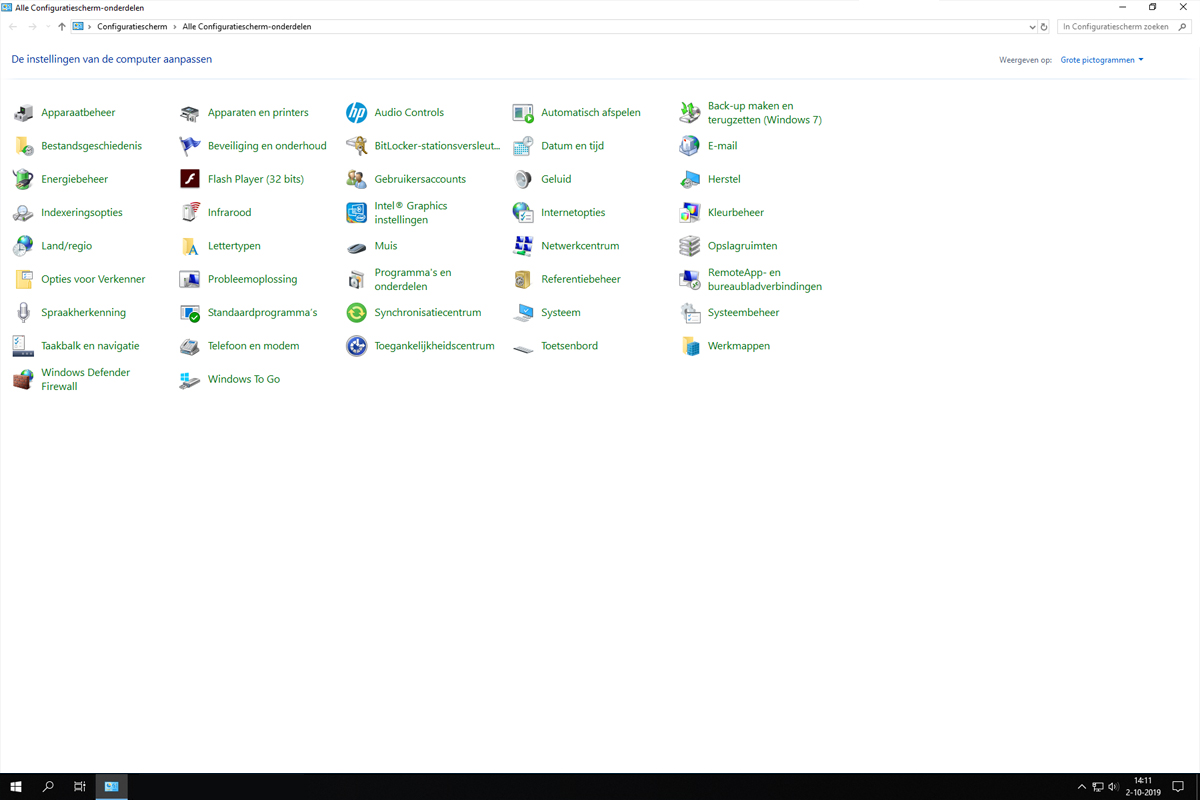 Alle Configuratiescherm-onderdelen
Configuratiescherm › Alle Configuratiescherm-onderdelen
In Configuratiescherm zoeken
De instellingen van de computer aanpassen
Weergeven op: Grote pictogrammen
Apparaatbeheer
Apparaten en printers
hp
Audio Controls
Automatisch afspelen
Back-up maken en
terugzetten (Windows 7)
Bestandsgeschiedenis
Beveiliging en onderhoud
BitLocker-stationsversleut...
Datum en tijd
E-mail
Energiebeheer
Flash Player (32 bits)
Gebruikersaccounts
Geluid
Herstel
Indexeringsopties
Infrarood
Intel® Graphics
instellingen
Internetopties
Kleurbeheer
Land/regio
Lettertypen
Muis
Netwerkcentrum
Opslagruimten
Opties voor Verkenner
Probleemoplossing
Programma's en
onderdelen
Referentiebeheer
RemoteApp- en
bureaubladverbindingen
Spraakherkenning
Standaardprogramma's
Synchronisatiecentrum
Systeem
Systeembeheer
Taakbalk en navigatie
Telefoon en modem
Toegankelijkheidscentrum
Toetsenbord
Werkmappen
Windows Defender
Firewall
Windows To Go
14:11
2-10-2019